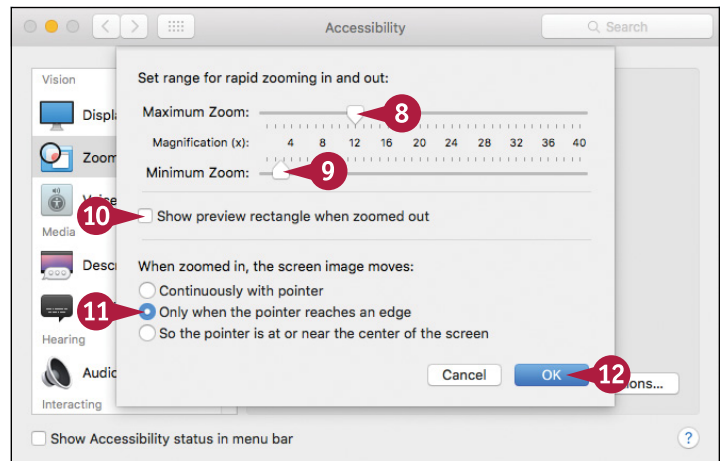 Accessibility
Search
Vision
Zoom
Media
Hearing
Audio
Interacting
Set range for rapid zooming in and out:
Maximum Zoom:
8
Magnification (x): 4 8 12 16 20 24 28 32 36 40
Minimum Zoom:
9
10
Show preview rectangle when zoomed out
When zoomed in, the screen image moves:
Continuously with pointer
11
Only when the pointer reaches an edge
So the pointer is at or near the center of the screen
Cancel
OK
12
Show Accessibility status in menu bar
?